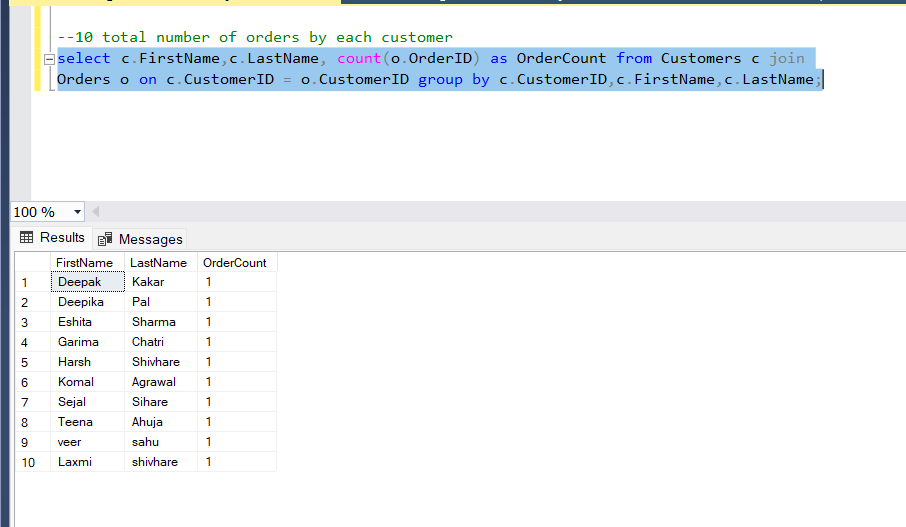 --10 total number of orders by each customer
select c.FirstName,c.LastName, count(o.OrderID) as OrderCount from Customers c join
Orders o on c.CustomerID = o.CustomerID group by c.CustomerID,c.FirstName,c.LastName;
100 %
Results Messages
FirstName LastName OrderCount
1 Deepak Kakar 1
2 Deepika Pal 1
3 Eshita Sharma 1
4 Garima Chatri 1
5 Harsh Shivhare 1
6 Komal Agrawal 1
7 Sejal Sihare 1
8 Teena Ahuja 1
9 veer sahu 1
10 Laxmi shivhare 1